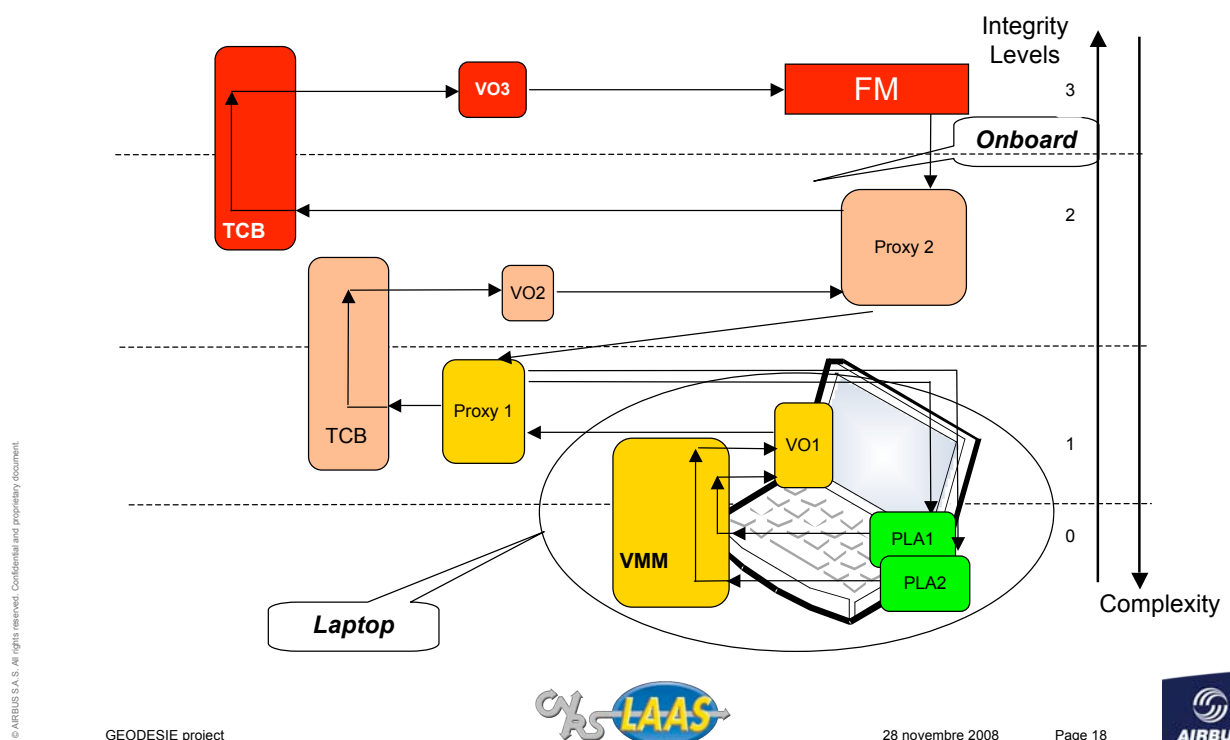 Integrity
Levels
VO3
FM
3
Onboard
TCB
2
Proxy 2
VO2
Proxy 1
TCB
VO1
1
VMM
PLA1
0
PLA2
Complexity
Laptop
© AIRBUS S.A.S. All rights reserved. Confidential and proprietary document.
CNRS
LAAS
GEODESIE project
28 novembre 2008
Page 18
AIRBU